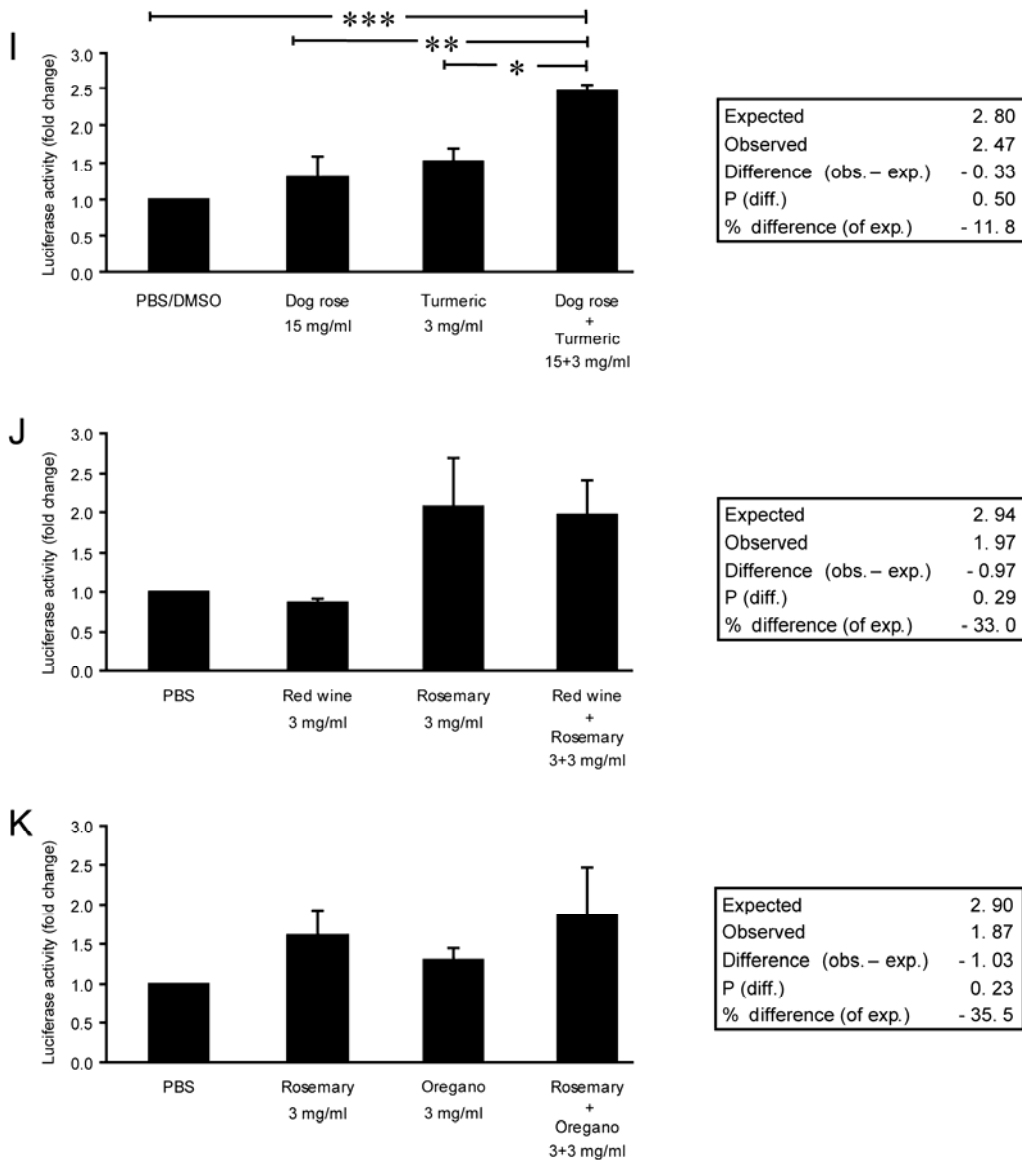 I
***
**
*
Luciferase activity (fold change)
3.0
2.5
2.0
1.5
1.0
0.5
0.0
PBS/DMSO
Dog rose
15 mg/ml
Turmeric
3 mg/ml
Dog rose
+
Turmeric
15+3 mg/ml
Expected 2. 80
Observed 2. 47
Difference (obs. – exp.) - 0. 33
P (diff.) 0. 50
% difference (of exp.) - 11. 8
J
Luciferase activity (fold change)
3.0
2.5
2.0
1.5
1.0
0.5
0.0
PBS
Red wine
3 mg/ml
Rosemary
3 mg/ml
Red wine
+
Rosemary
3+3 mg/ml
Expected 2. 94
Observed 1. 97
Difference (obs. – exp.) - 0.97
P (diff.) 0. 29
% difference (of exp.) - 33. 0
K
Luciferase activity (fold change)
3.0
2.5
2.0
1.5
1.0
0.5
0.0
PBS
Rosemary
3 mg/ml
Oregano
3 mg/ml
Rosemary
+
Oregano
3+3 mg/ml
Expected 2. 90
Observed 1. 87
Difference (obs. – exp.) - 1. 03
P (diff.) 0. 23
% difference (of exp.) - 35. 5